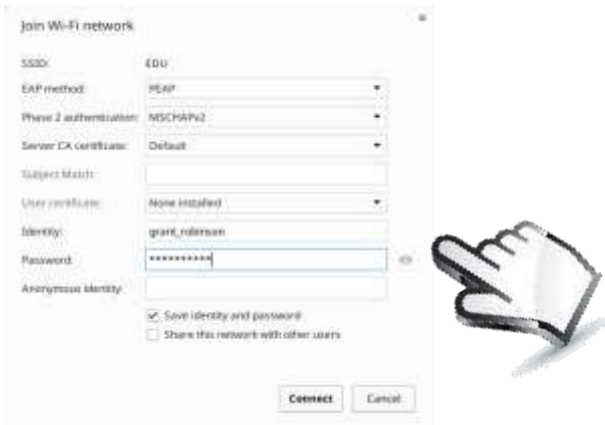 Join Wi-Fi network
SSID: EDU
EAP method: PEAP
Phase 2 authentication: MSCHAPv2
Server CA certificate: Default
Subject Match:
User certificate: None installed
Identity: grant_robinson
Password: **********
Anonymous identity:
Save identity and password
Share this network with other users
Connect Cancel